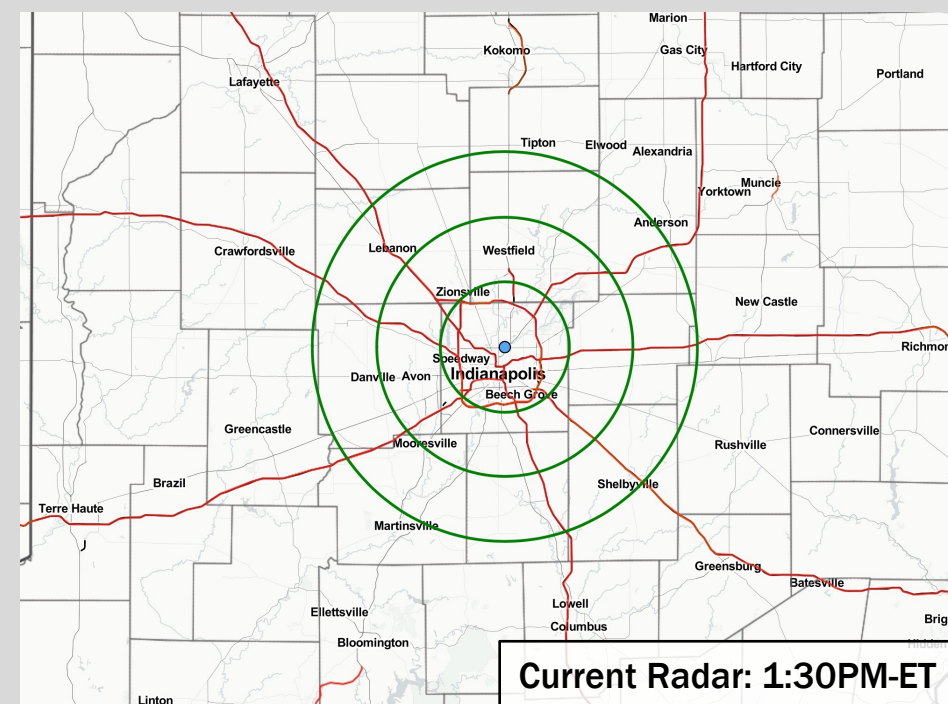 Marion
Kokomo
Gas City
Hartford City
Portland
Lafayette
Tipton
Elwood
Alexandria
Muncie
Yorktown
Anderson
Lebanon
Westfield
Crawfordsville
Zionsville
New Castle
Richmon
Speedway
Indianapolis
Danville
Avon
Beech Grove
Greencastle
Connersville
Mooresville
Rushville
Brazil
Shelbyville
Terre Haute
Martinsville
Greensburg
Batesville
Lowell
Ellettsville
Brig
Columbus
Bloomington
Hidden
Current Radar: 1:30PM-ET
Linton